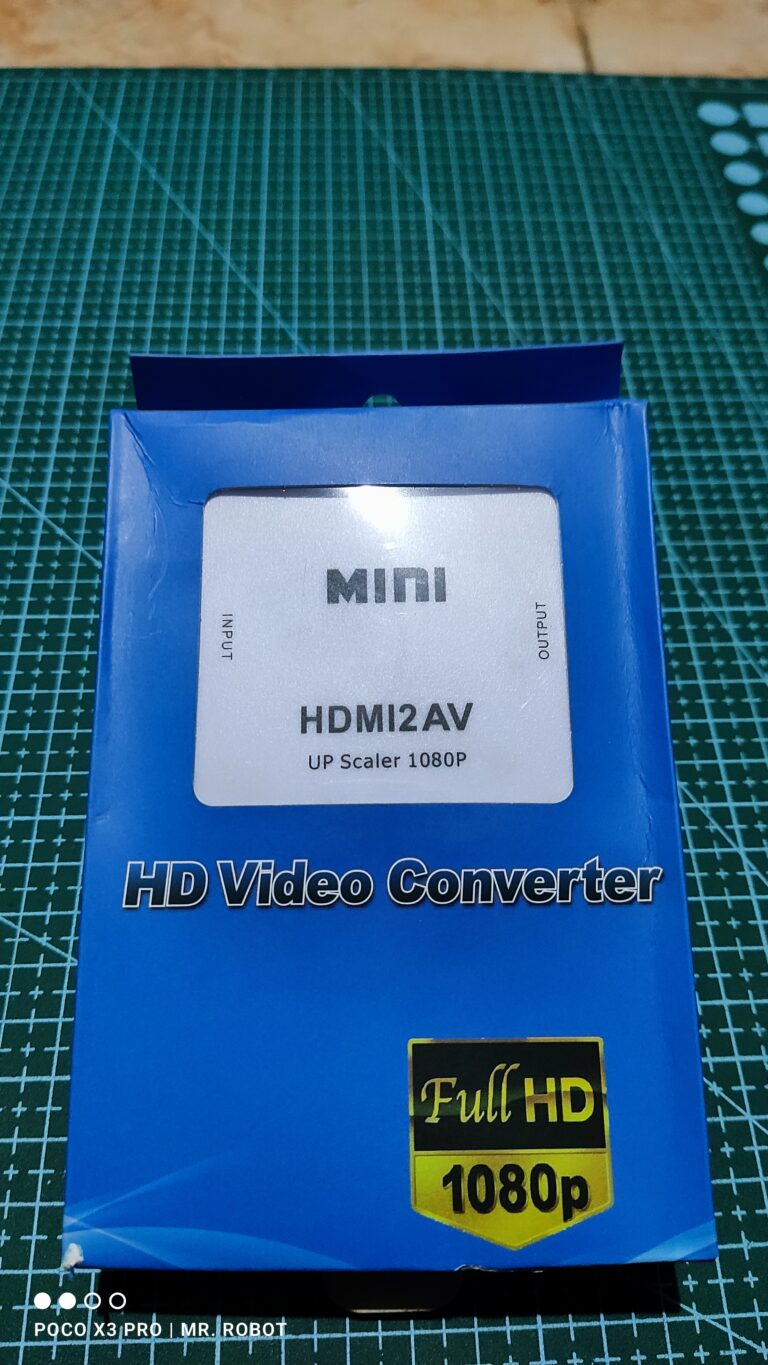 MINI
INPUT
OUTPUT
HDMI2AV
UP Scaler 1080P
HD Video Converter
Full HD
1080p
POCO X3 PRO | MR. ROBOT